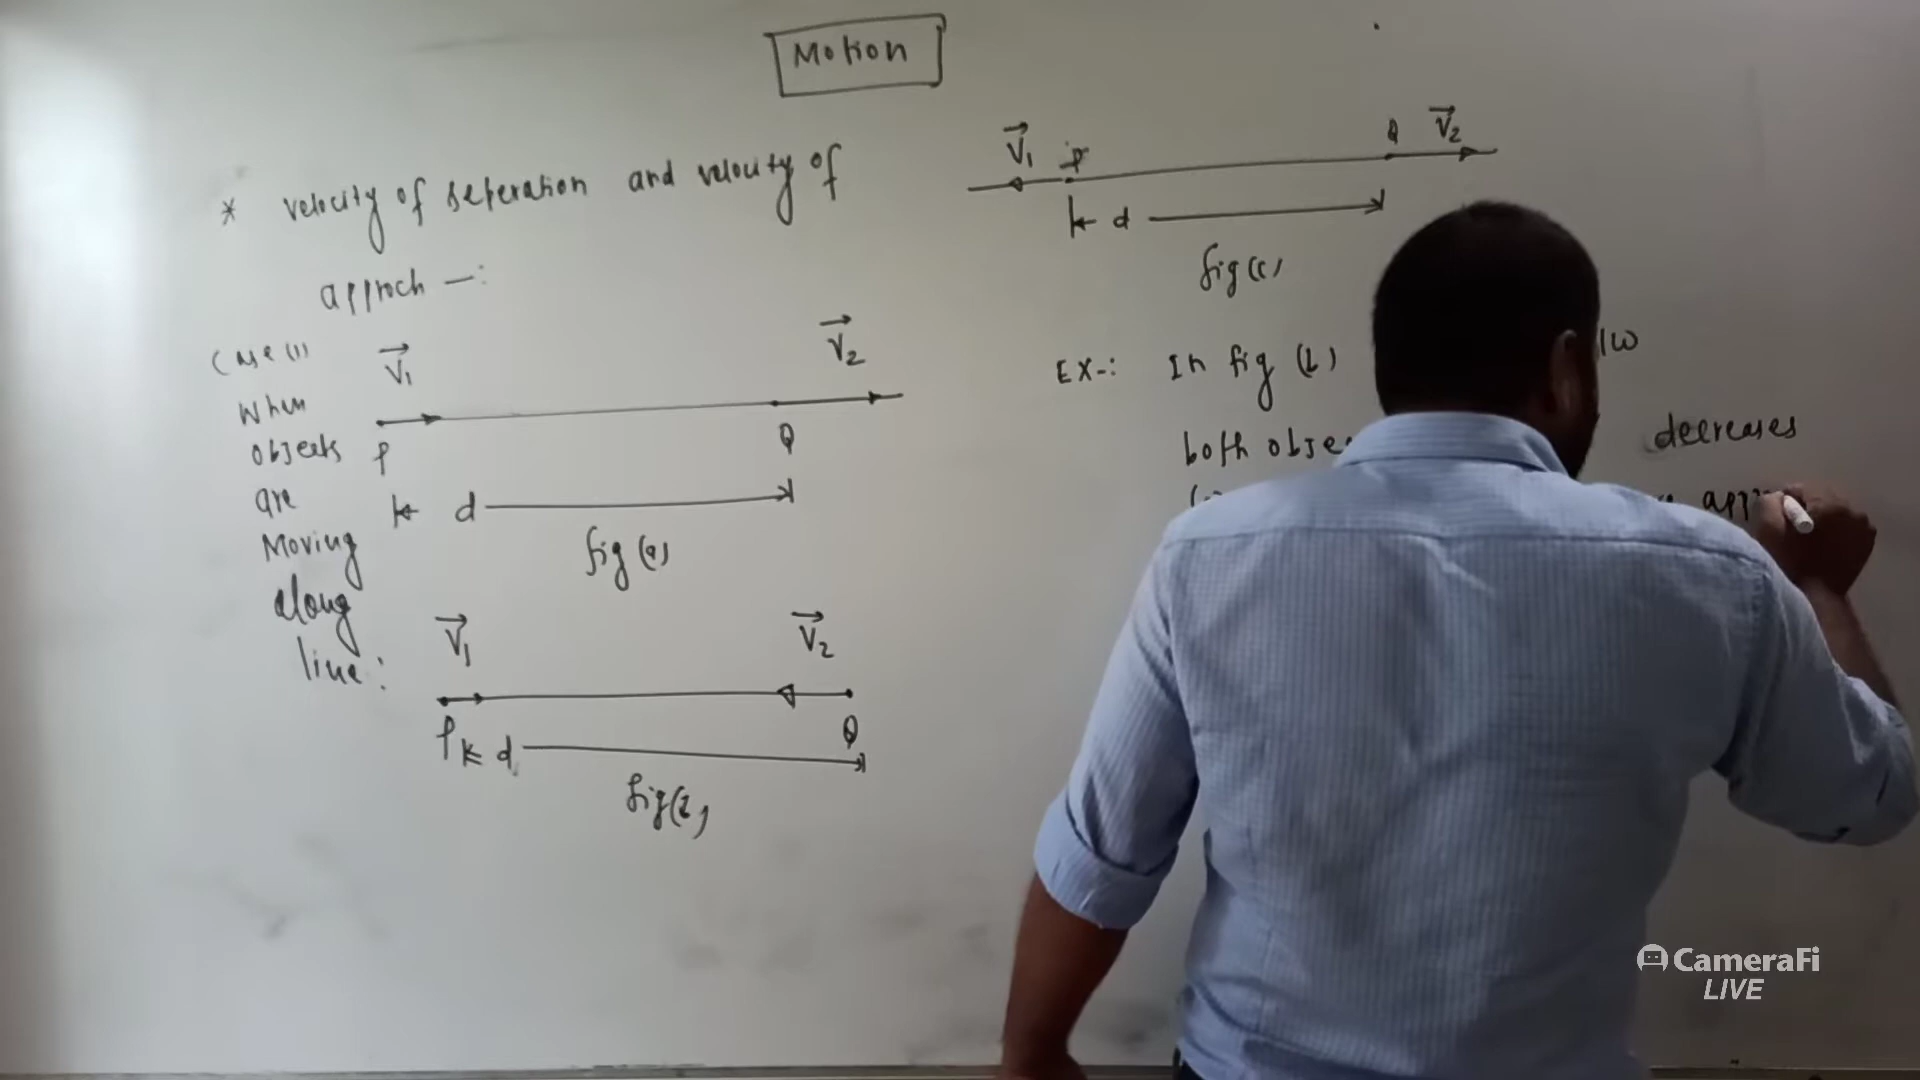 Motion
* velocity of seperation and velocity of
approch —:
Case (1)
When
objects
are
Moving
along
line:
V1
V2
P
Q
d
fig (a)
V1
V2
P
Q
d
fig (b)
V1
P
Q
V2
d
fig (c)
EX-: In fig (b)
both obje
decreases
CameraFi
LIVE